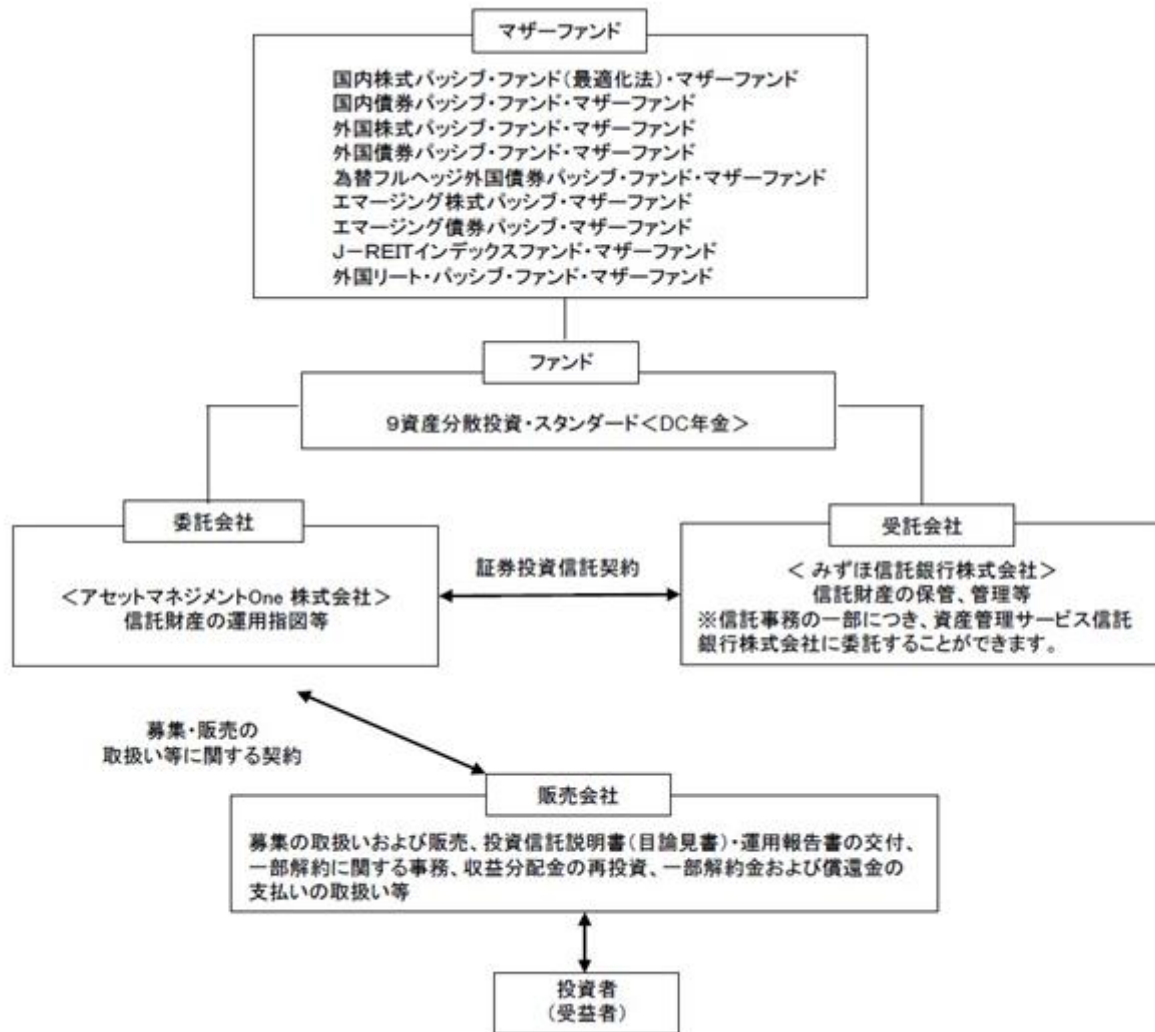 マザーファンド
国内株式パッシブ・ファンド(最適化法)・マザーファンド
国内債券パッシブ・ファンド・マザーファンド
外国株式パッシブ・ファンド・マザーファンド
外国債券パッシブ・ファンド・マザーファンド
為替フルヘッジ外国債券パッシブ・ファンド・マザーファンド
エマージング株式パッシブ・マザーファンド
エマージング債券パッシブ・マザーファンド
J-REITインデックスファンド・マザーファンド
外国リート・パッシブ・ファンド・マザーファンド
ファンド
9資産分散投資・スタンダード<DC年金>
委託会社
<アセットマネジメントOne 株式会社>
信託財産の運用指図等
証券投資信託契約
受託会社
< みずほ信託銀行株式会社>
信託財産の保管、管理等
※信託事務の一部につき、資産管理サービス信託
銀行株式会社に委託することができます。
募集・販売の
取扱い等に関する契約
販売会社
募集の取扱いおよび販売、投資信託説明書(目論見書)・運用報告書の交付、
一部解約に関する事務、収益分配金の再投資、一部解約金および償還金の
支払いの取扱い等
投資者
(受益者)